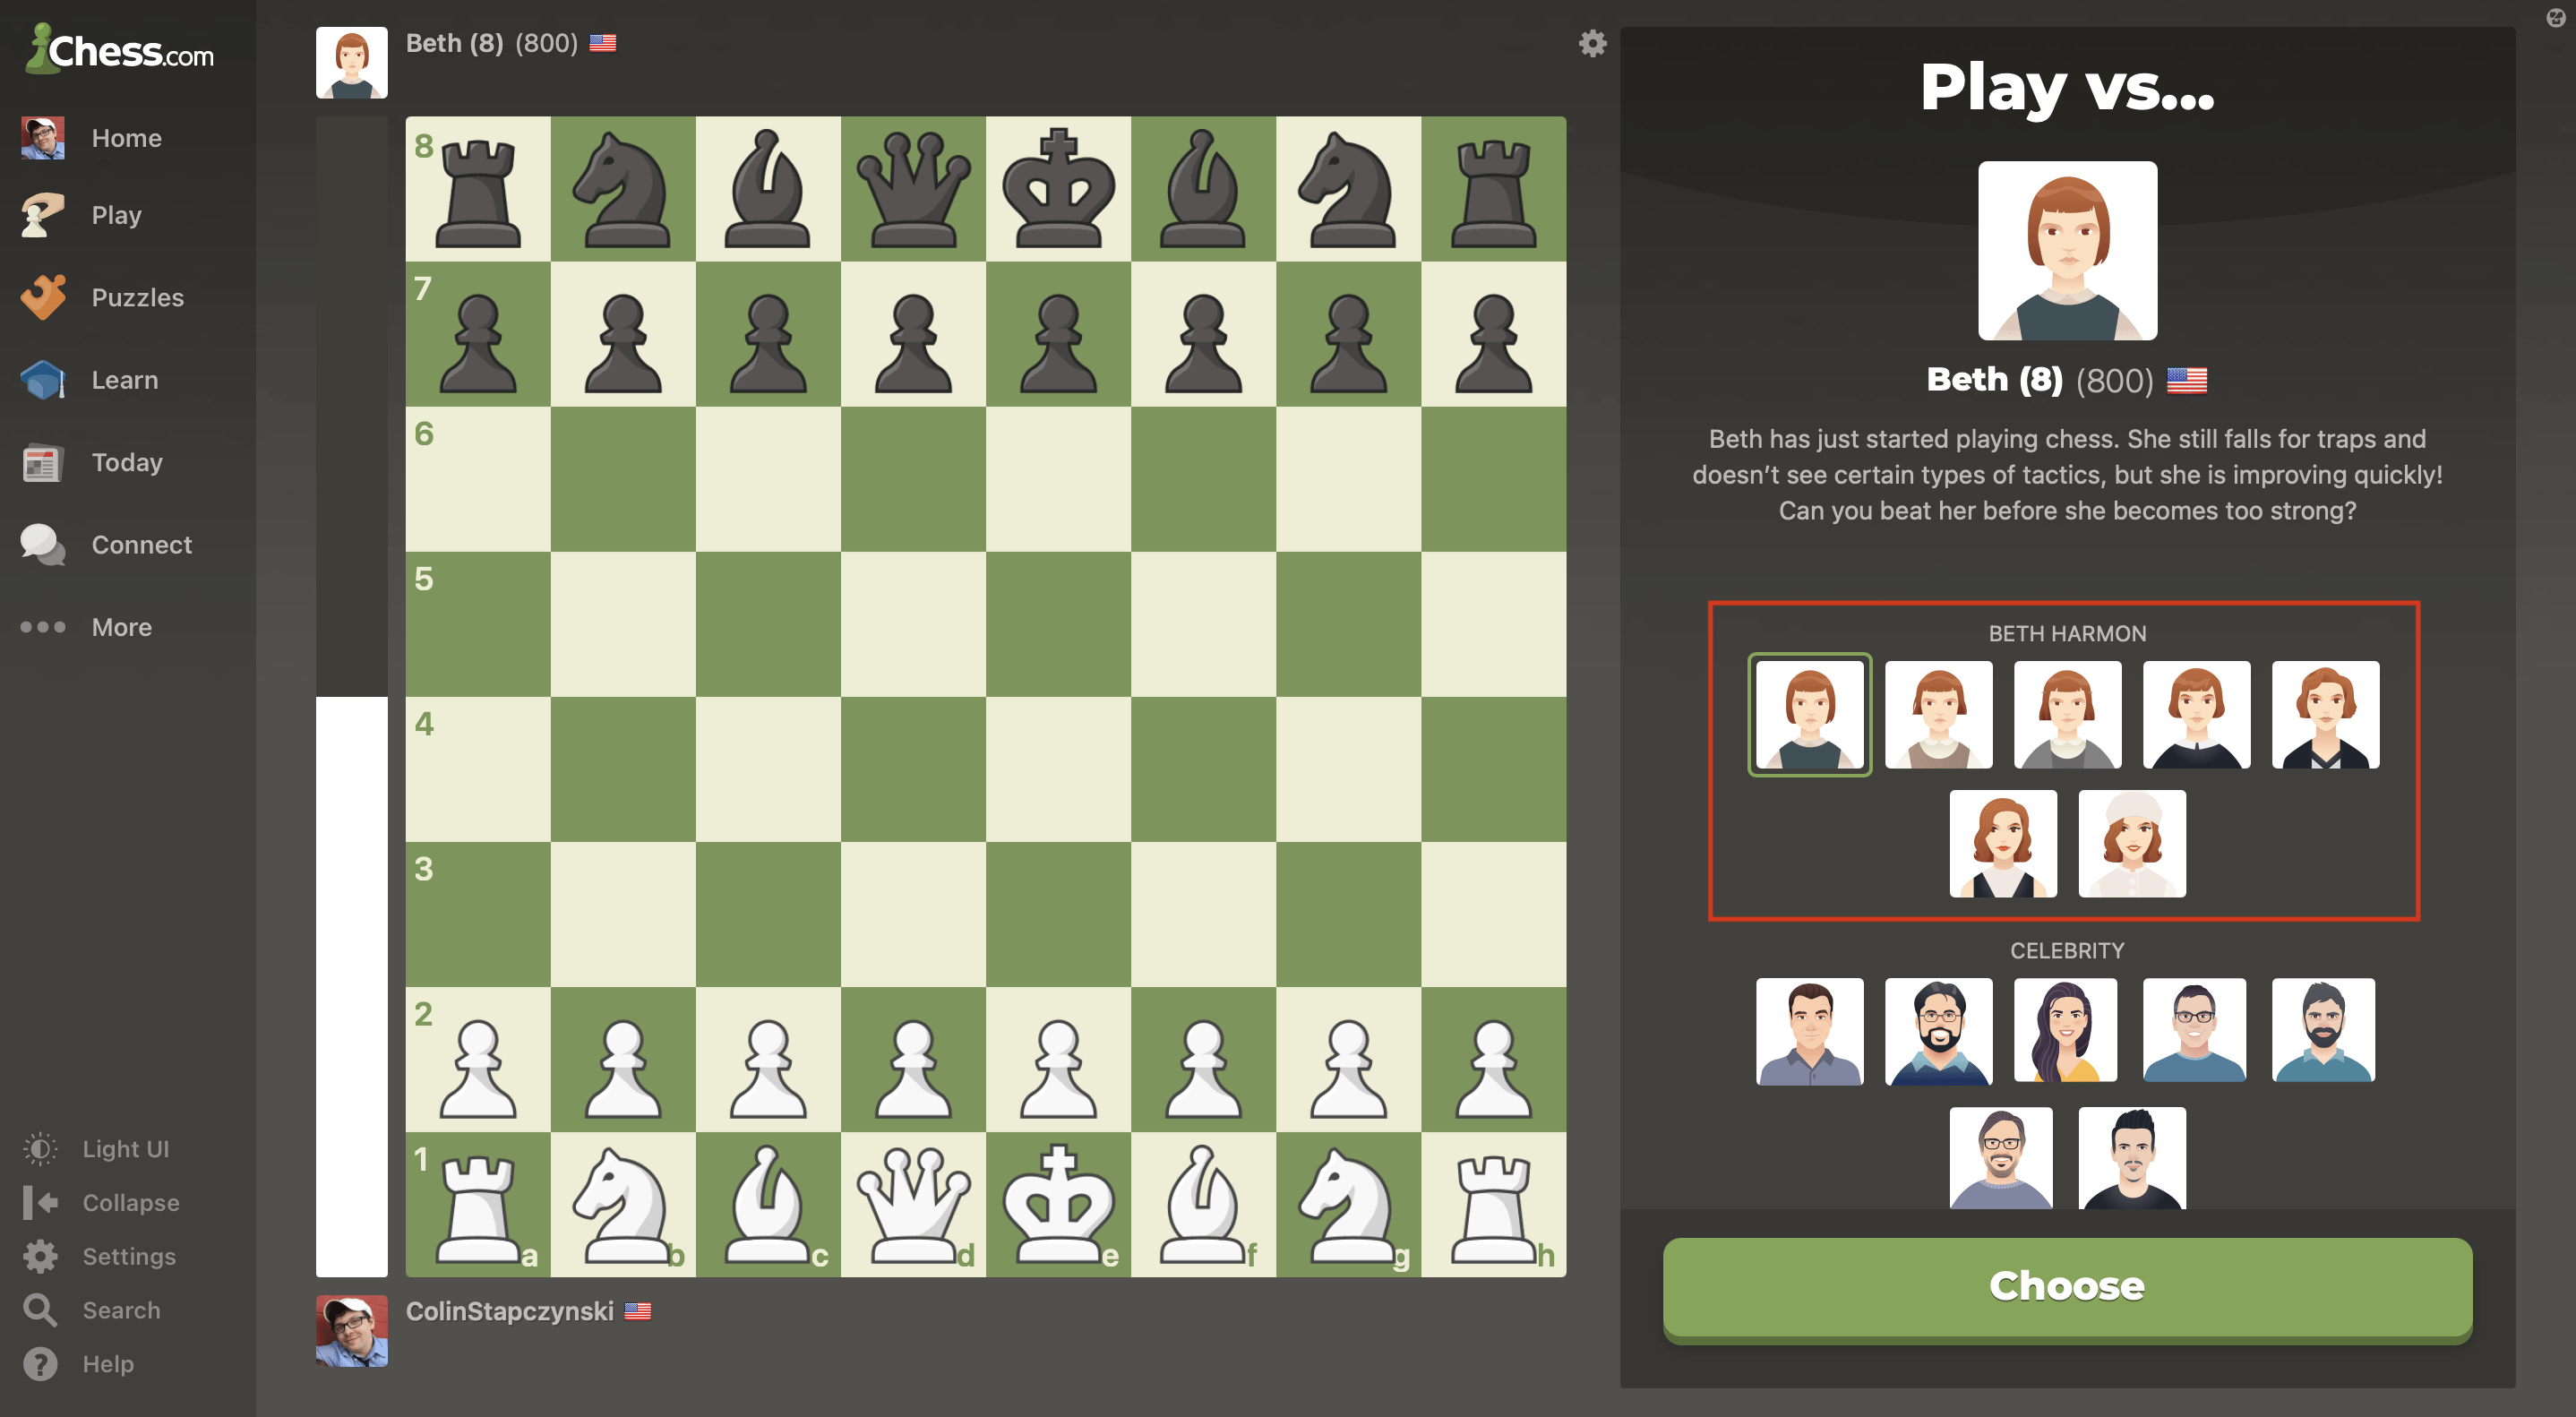 Chess.com
Home
Play
Puzzles
Learn
Today
Connect
More
Light UI
Collapse
Settings
Search
Help
Beth (8) (800)
8
7
6
5
4
3
2
1
a b c d e f g h
ColinStapczynski
Play vs...
Beth (8) (800)
Beth has just started playing chess. She still falls for traps and
doesn't see certain types of tactics, but she is improving quickly!
Can you beat her before she becomes too strong?
BETH HARMON
CELEBRITY
Choose